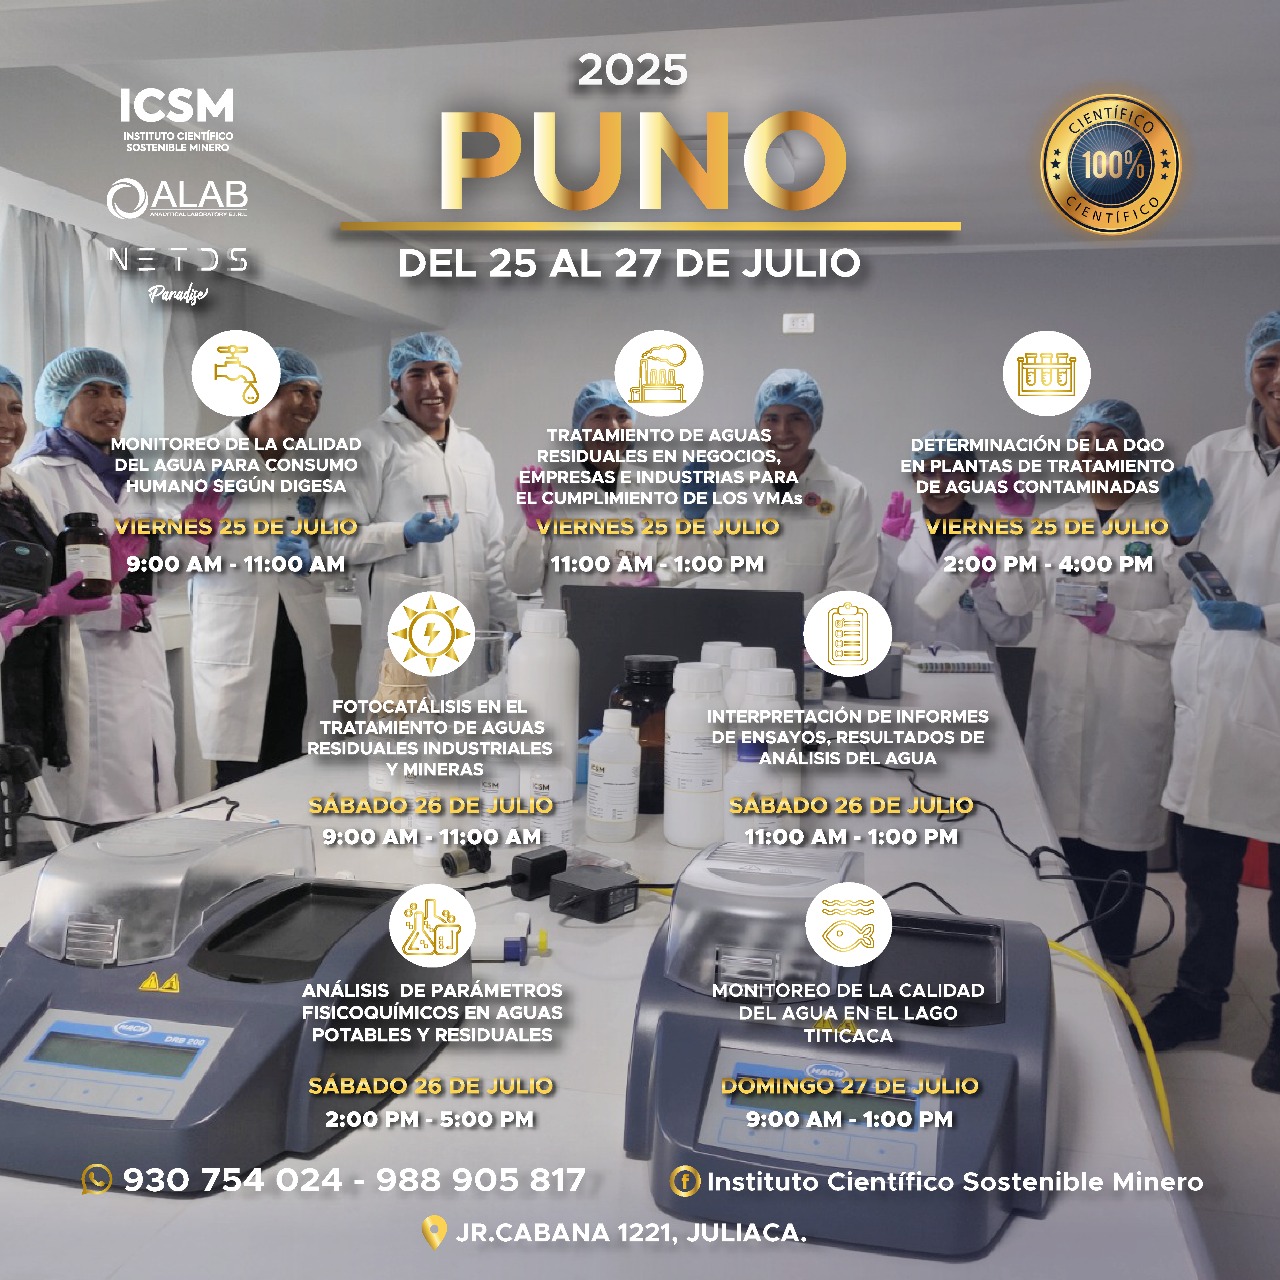 2025
PUNO
DEL 25 AL 27 DE JULIO
ICSM
INSTITUTO CIENTÍFICO
SOSTENIBLE MINERO
ALAB
ANALYTICAL LABORATORY E.I.R.L.
NETDS
Paradise
CIENTÍFICO
100%
CIENTÍFICO
MONITOREO DE LA CALIDAD
DEL AGUA PARA CONSUMO
HUMANO SEGÚN DIGESA
VIERNES 25 DE JULIO
9:00 AM - 11:00 AM
TRATAMIENTO DE AGUAS
RESIDUALES EN NEGOCIOS,
EMPRESAS E INDUSTRIAS PARA
EL CUMPLIMIENTO DE LOS VMAs
VIERNES 25 DE JULIO
11:00 AM - 1:00 PM
DETERMINACIÓN DE LA DQO
EN PLANTAS DE TRATAMIENTO
DE AGUAS CONTAMINADAS
VIERNES 25 DE JULIO
2:00 PM - 4:00 PM
FOTOCATÁLISIS EN EL
TRATAMIENTO DE AGUAS
RESIDUALES INDUSTRIALES
Y MINERAS
SÁBADO 26 DE JULIO
9:00 AM - 11:00 AM
INTERPRETACIÓN DE INFORMES
DE ENSAYOS, RESULTADOS DE
ANÁLISIS DEL AGUA
SÁBADO 26 DE JULIO
11:00 AM - 1:00 PM
ICSM
ICSM
ICSM
ANÁLISIS DE PARÁMETROS
FISICOQUÍMICOS EN AGUAS
POTABLES Y RESIDUALES
SÁBADO 26 DE JULIO
2:00 PM - 5:00 PM
MONITOREO DE LA CALIDAD
DEL AGUA EN EL LAGO
TITICACA
DOMINGO 27 DE JULIO
9:00 AM - 1:00 PM
HACH
DRB 200
HACH
930 754 024 - 988 905 817
Instituto Científico Sostenible Minero
JR.CABANA 1221, JULIACA.